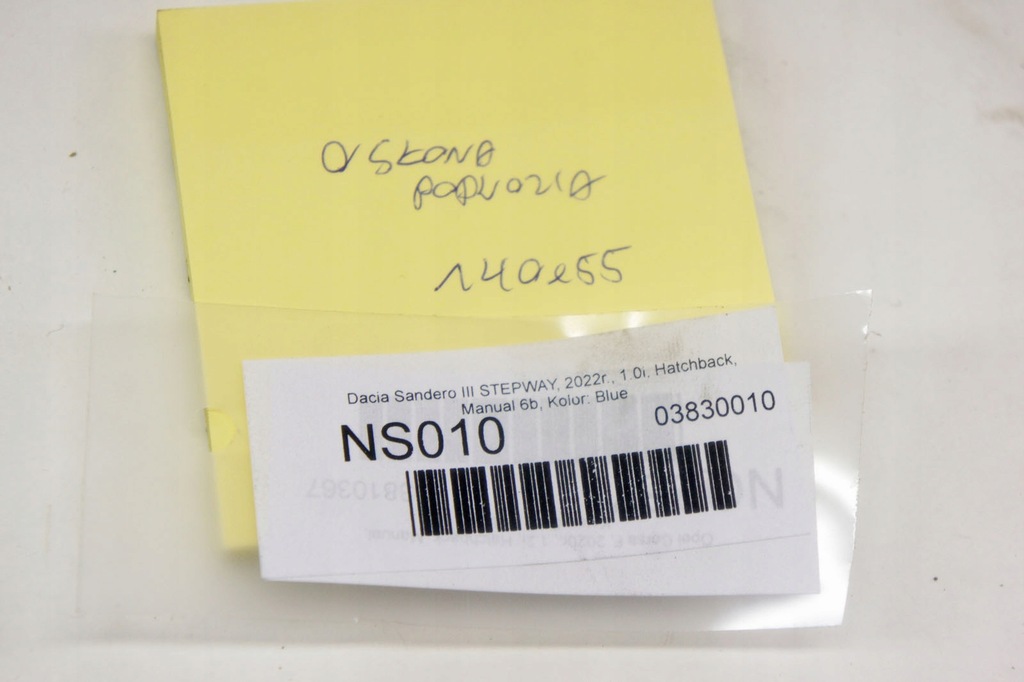 OSŁONA
PODWOZIA
140e55
Dacia Sandero III STEPWAY, 2022r., 1.0i. Hatchback,
Manual 6b, Kolor: Blue
NS010
03830010